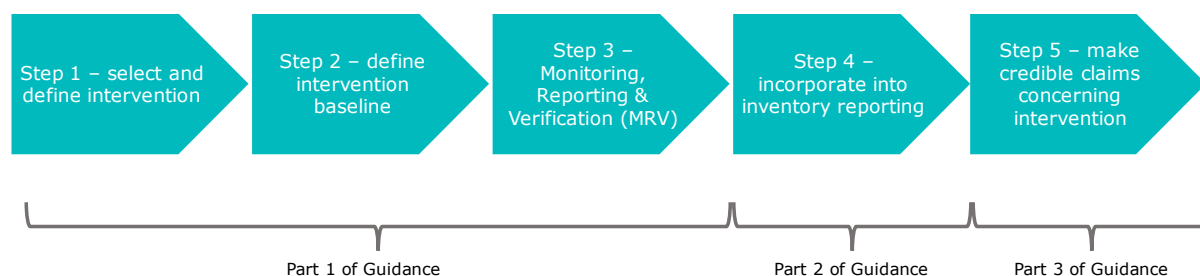 Step 1 – select and
define intervention
Step 2 – define
intervention
baseline
Step 3 –
Monitoring,
Reporting &
Verification (MRV)
Step 4 –
incorporate into
inventory reporting
Step 5 – make
credible claims
concerning
intervention
Part 1 of Guidance
Part 2 of Guidance
Part 3 of Guidance